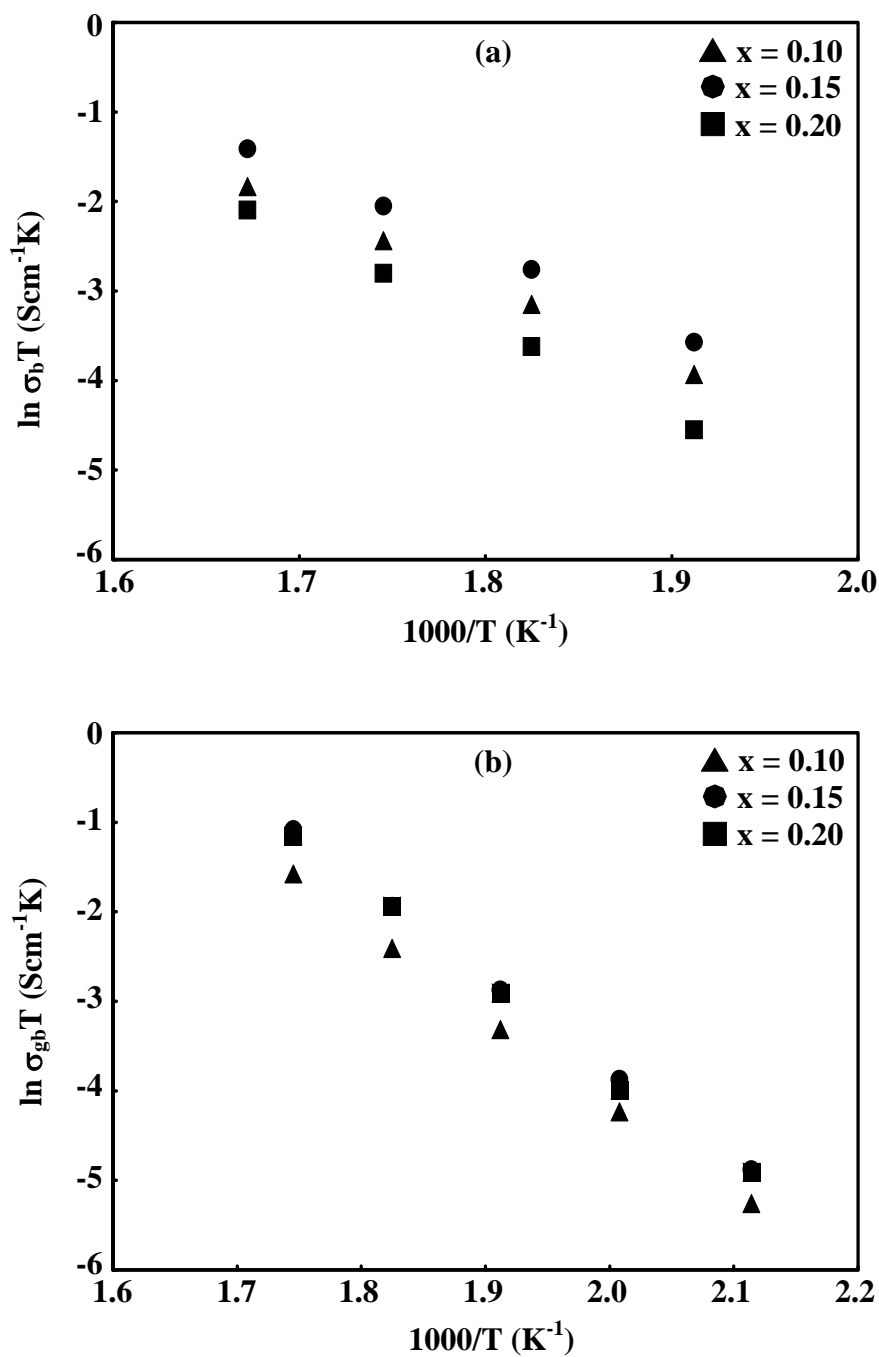 0
(a)
▲ x = 0.10
● x = 0.15
■ x = 0.20
-1
-2
-3
-4
-5
-6
ln σbT (Scm-1K)
1.6 1.7 1.8 1.9 2.0
1000/T (K-1)
0
(b)
▲ x = 0.10
● x = 0.15
■ x = 0.20
-1
-2
-3
-4
-5
-6
ln σgbT (Scm-1K)
1.6 1.7 1.8 1.9 2.0 2.1 2.2
1000/T (K-1)